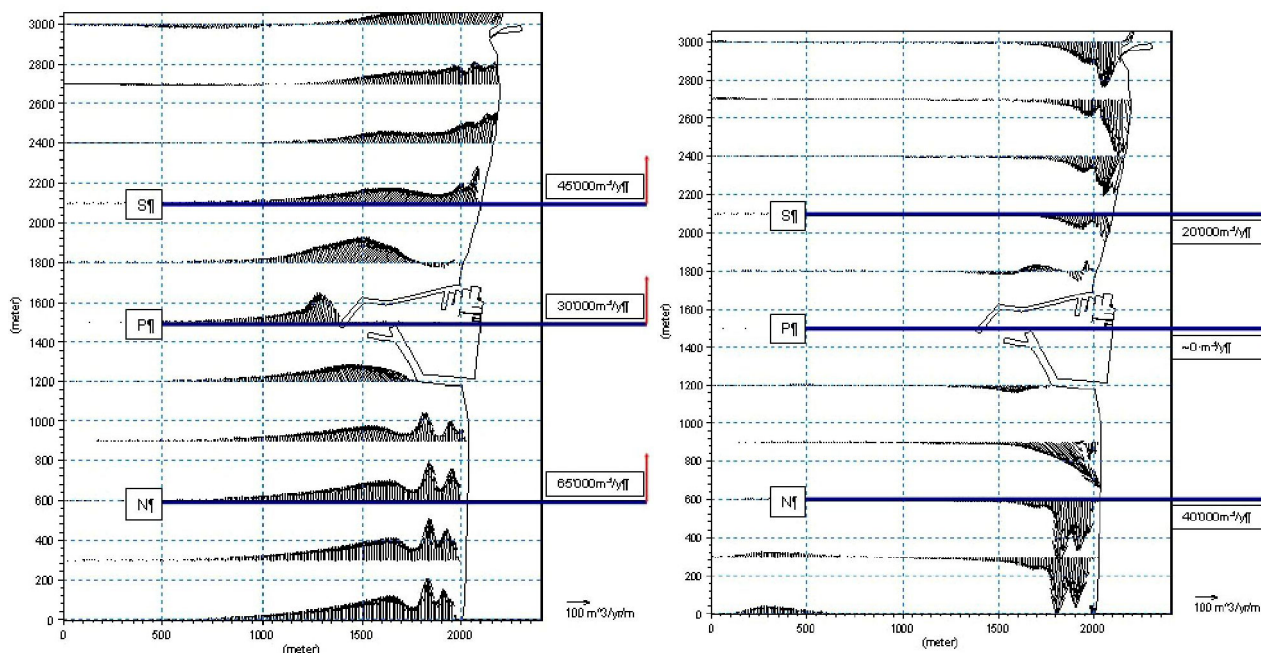 3000
2800
2600
2400
2200
2000
1800
1600
1400
1200
1000
800
600
400
200
0
(meter)
S¶
P¶
N¶
45'000m³/y¶
30'000m³/y¶
65'000m³/y¶
100 m^3/yr/m
0
500
1000
1500
2000
(meter)
3000
2800
2600
2400
2200
2000
1800
1600
1400
1200
1000
800
600
400
200
0
(meter)
S¶
P¶
N¶
20'000m³/y¶
~0·m³/y¶
40'000m³/y¶
100 m^3/yr/m
0
500
1000
1500
2000
(meter)